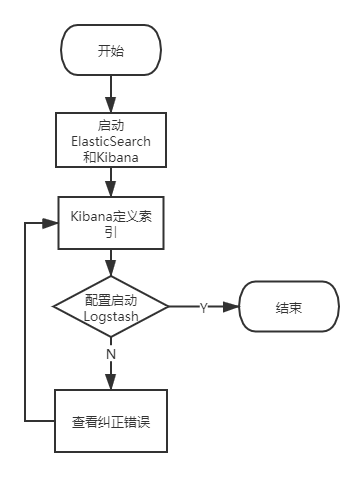 开始
启动
ElasticSearch
和Kibana
Kibana定义索
引
配置启动
Logstash
Y
结束
N
查看纠正错误